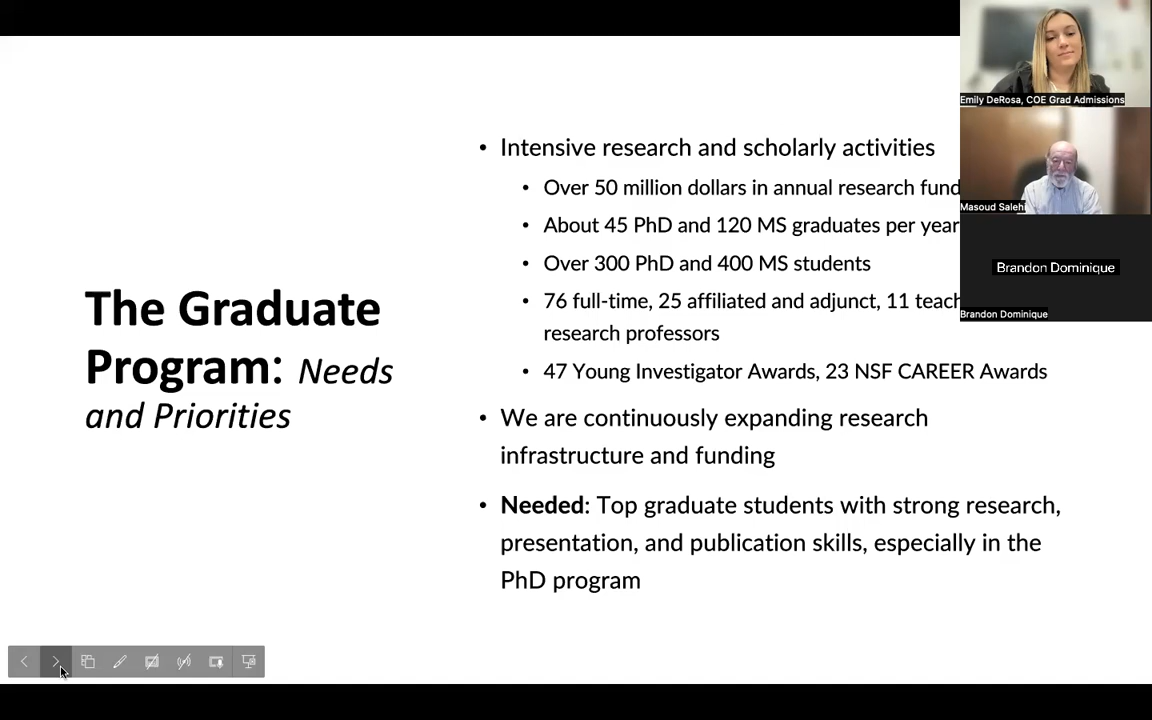 The Graduate
Program: Needs
and Priorities
• Intensive research and scholarly activities
• Over 50 million dollars in annual research fund
• About 45 PhD and 120 MS graduates per year
• Over 300 PhD and 400 MS students
• 76 full-time, 25 affiliated and adjunct, 11 teach
research professors
• 47 Young Investigator Awards, 23 NSF CAREER Awards
• We are continuously expanding research
infrastructure and funding
• Needed: Top graduate students with strong research,
presentation, and publication skills, especially in the
PhD program
Emily DeRosa, COE Grad Admissions
Masoud Salehi
Brandon Dominique
Brandon Dominique